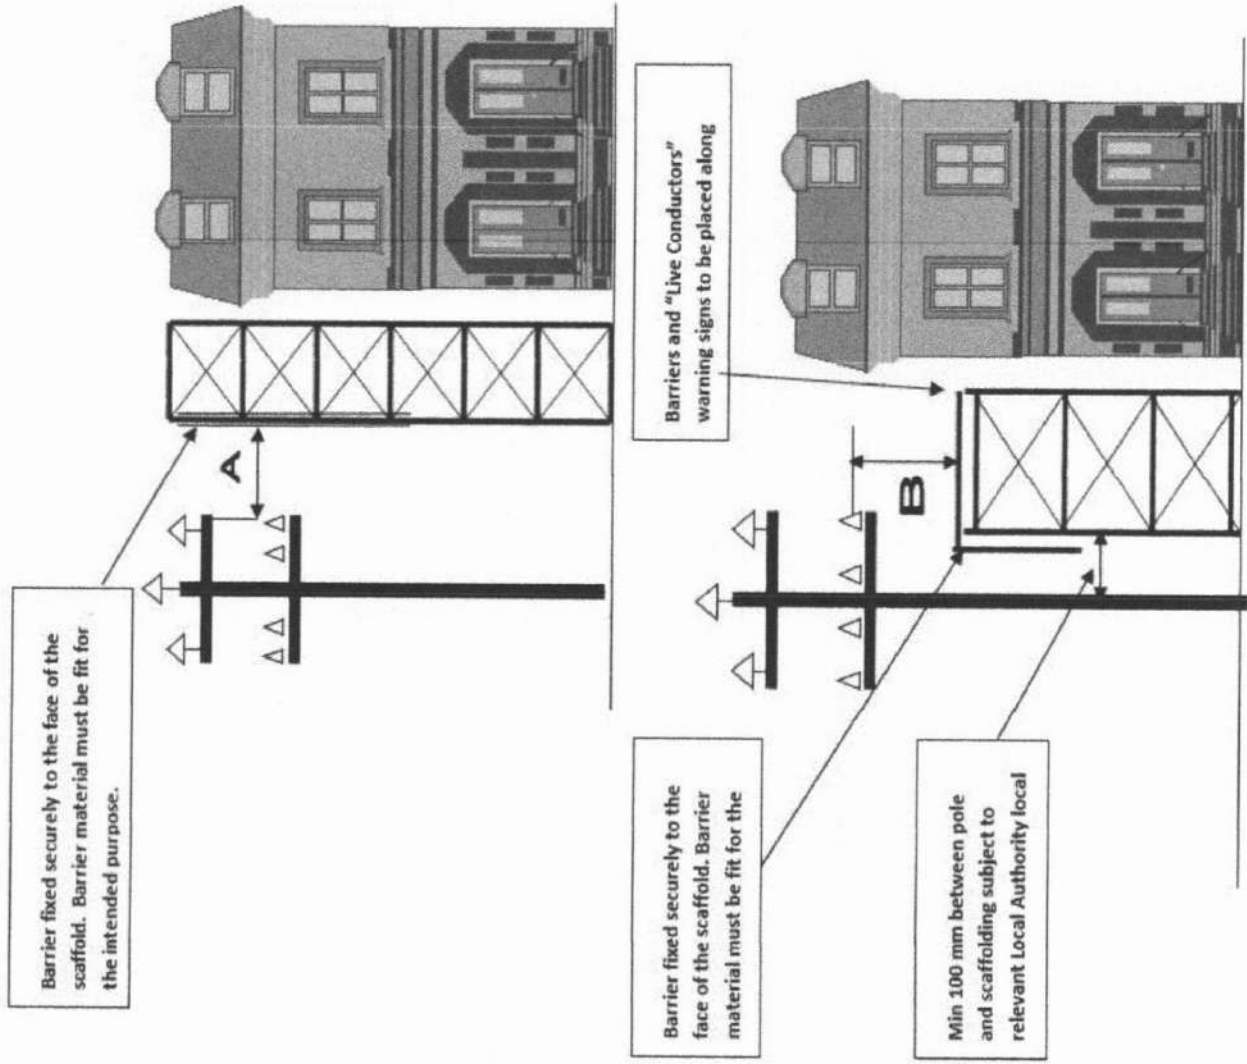 Barrier fixed securely to the face of the
scaffold. Barrier material must be fit for
the intended purpose.
A
Barriers and "Live Conductors"
warning signs to be placed along
B
Barrier fixed securely to the
face of the scaffold. Barrier
material must be fit for the
Min 100 mm between pole
and scaffolding subject to
relevant Local Authority local